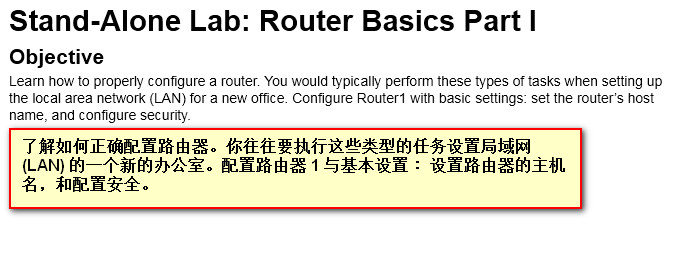 Stand-Alone Lab: Router Basics Part I
Objective
Learn how to properly configure a router. You would typically perform these types of tasks when setting up
the local area network (LAN) for a new office. Configure Router1 with basic settings: set the router's host
name, and configure security.
了解如何正确配置路由器。你往往要执行这些类型的任务设置局域网
(LAN) 的一个新的办公室。配置路由器 1 与基本设置： 设置路由器的主机
名，和配置安全。